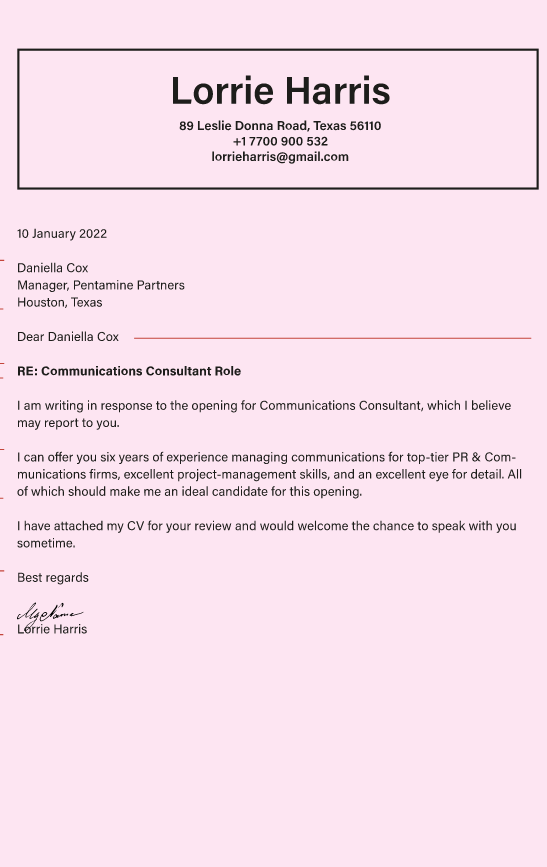 Lorrie Harris
89 Leslie Donna Road, Texas 56110
+1 7700 900 532
lorrieharris@gmail.com
10 January 2022
Daniella Cox
Manager, Pentamine Partners
Houston, Texas
Dear Daniella Cox
RE: Communications Consultant Role
I am writing in response to the opening for Communications Consultant, which I believe
may report to you.
I can offer you six years of experience managing communications for top-tier PR & Com-
munications firms, excellent project-management skills, and an excellent eye for detail. All
of which should make me an ideal candidate for this opening.
I have attached my CV for your review and would welcome the chance to speak with you
sometime.
Best regards
MyName
Lorrie Harris